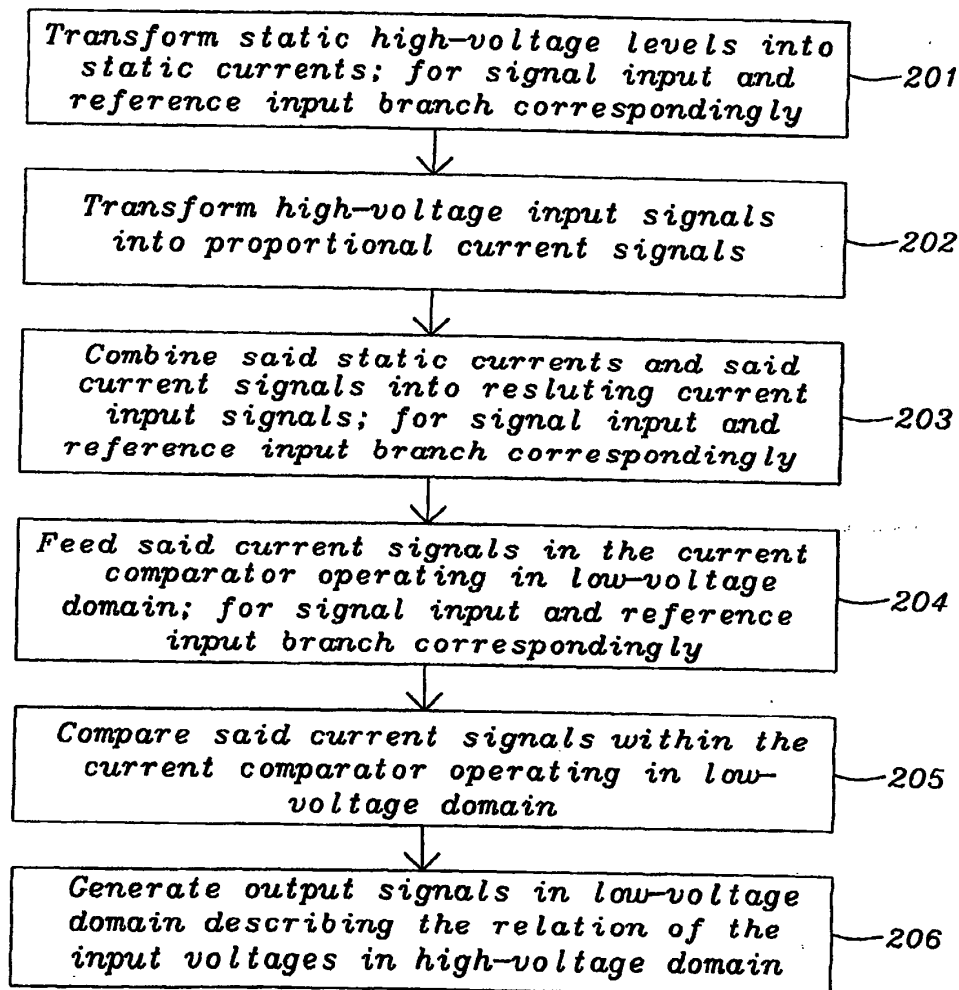 Transform static high-voltage levels into
static currents; for signal input and
reference input branch correspondingly
201
Transform high-voltage input signals
into proportional current signals
202
Combine said static currents and said
current signals into resluting current
input signals; for signal input and
reference input branch correspondingly
203
Feed said current signals in the current
comparator operating in low-voltage
domain; for signal input and reference
input branch correspondingly
204
Compare said current signals within the
current comparator operating in low-
voltage domain
205
Generate output signals in low-voltage
domain describing the relation of the
input voltages in high-voltage domain
206